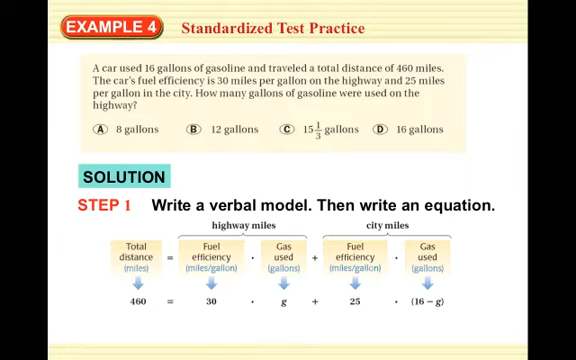 EXAMPLE 4 Standardized Test Practice
A car used 16 gallons of gasoline and traveled a total distance of 460 miles.
The car's fuel efficiency is 30 miles per gallon on the highway and 25 miles
per gallon in the city. How many gallons of gasoline were used on the
highway?
A 8 gallons B 12 gallons C 15 1/3 gallons D 16 gallons
SOLUTION
STEP 1 Write a verbal model. Then write an equation.
highway miles city miles
Total Fuel Gas Fuel Gas
distance = efficiency · used + efficiency · used
(miles) (miles/gallon) (gallons) (miles/gallon) (gallons)
460 = 30 · g + 25 · (16 – g)